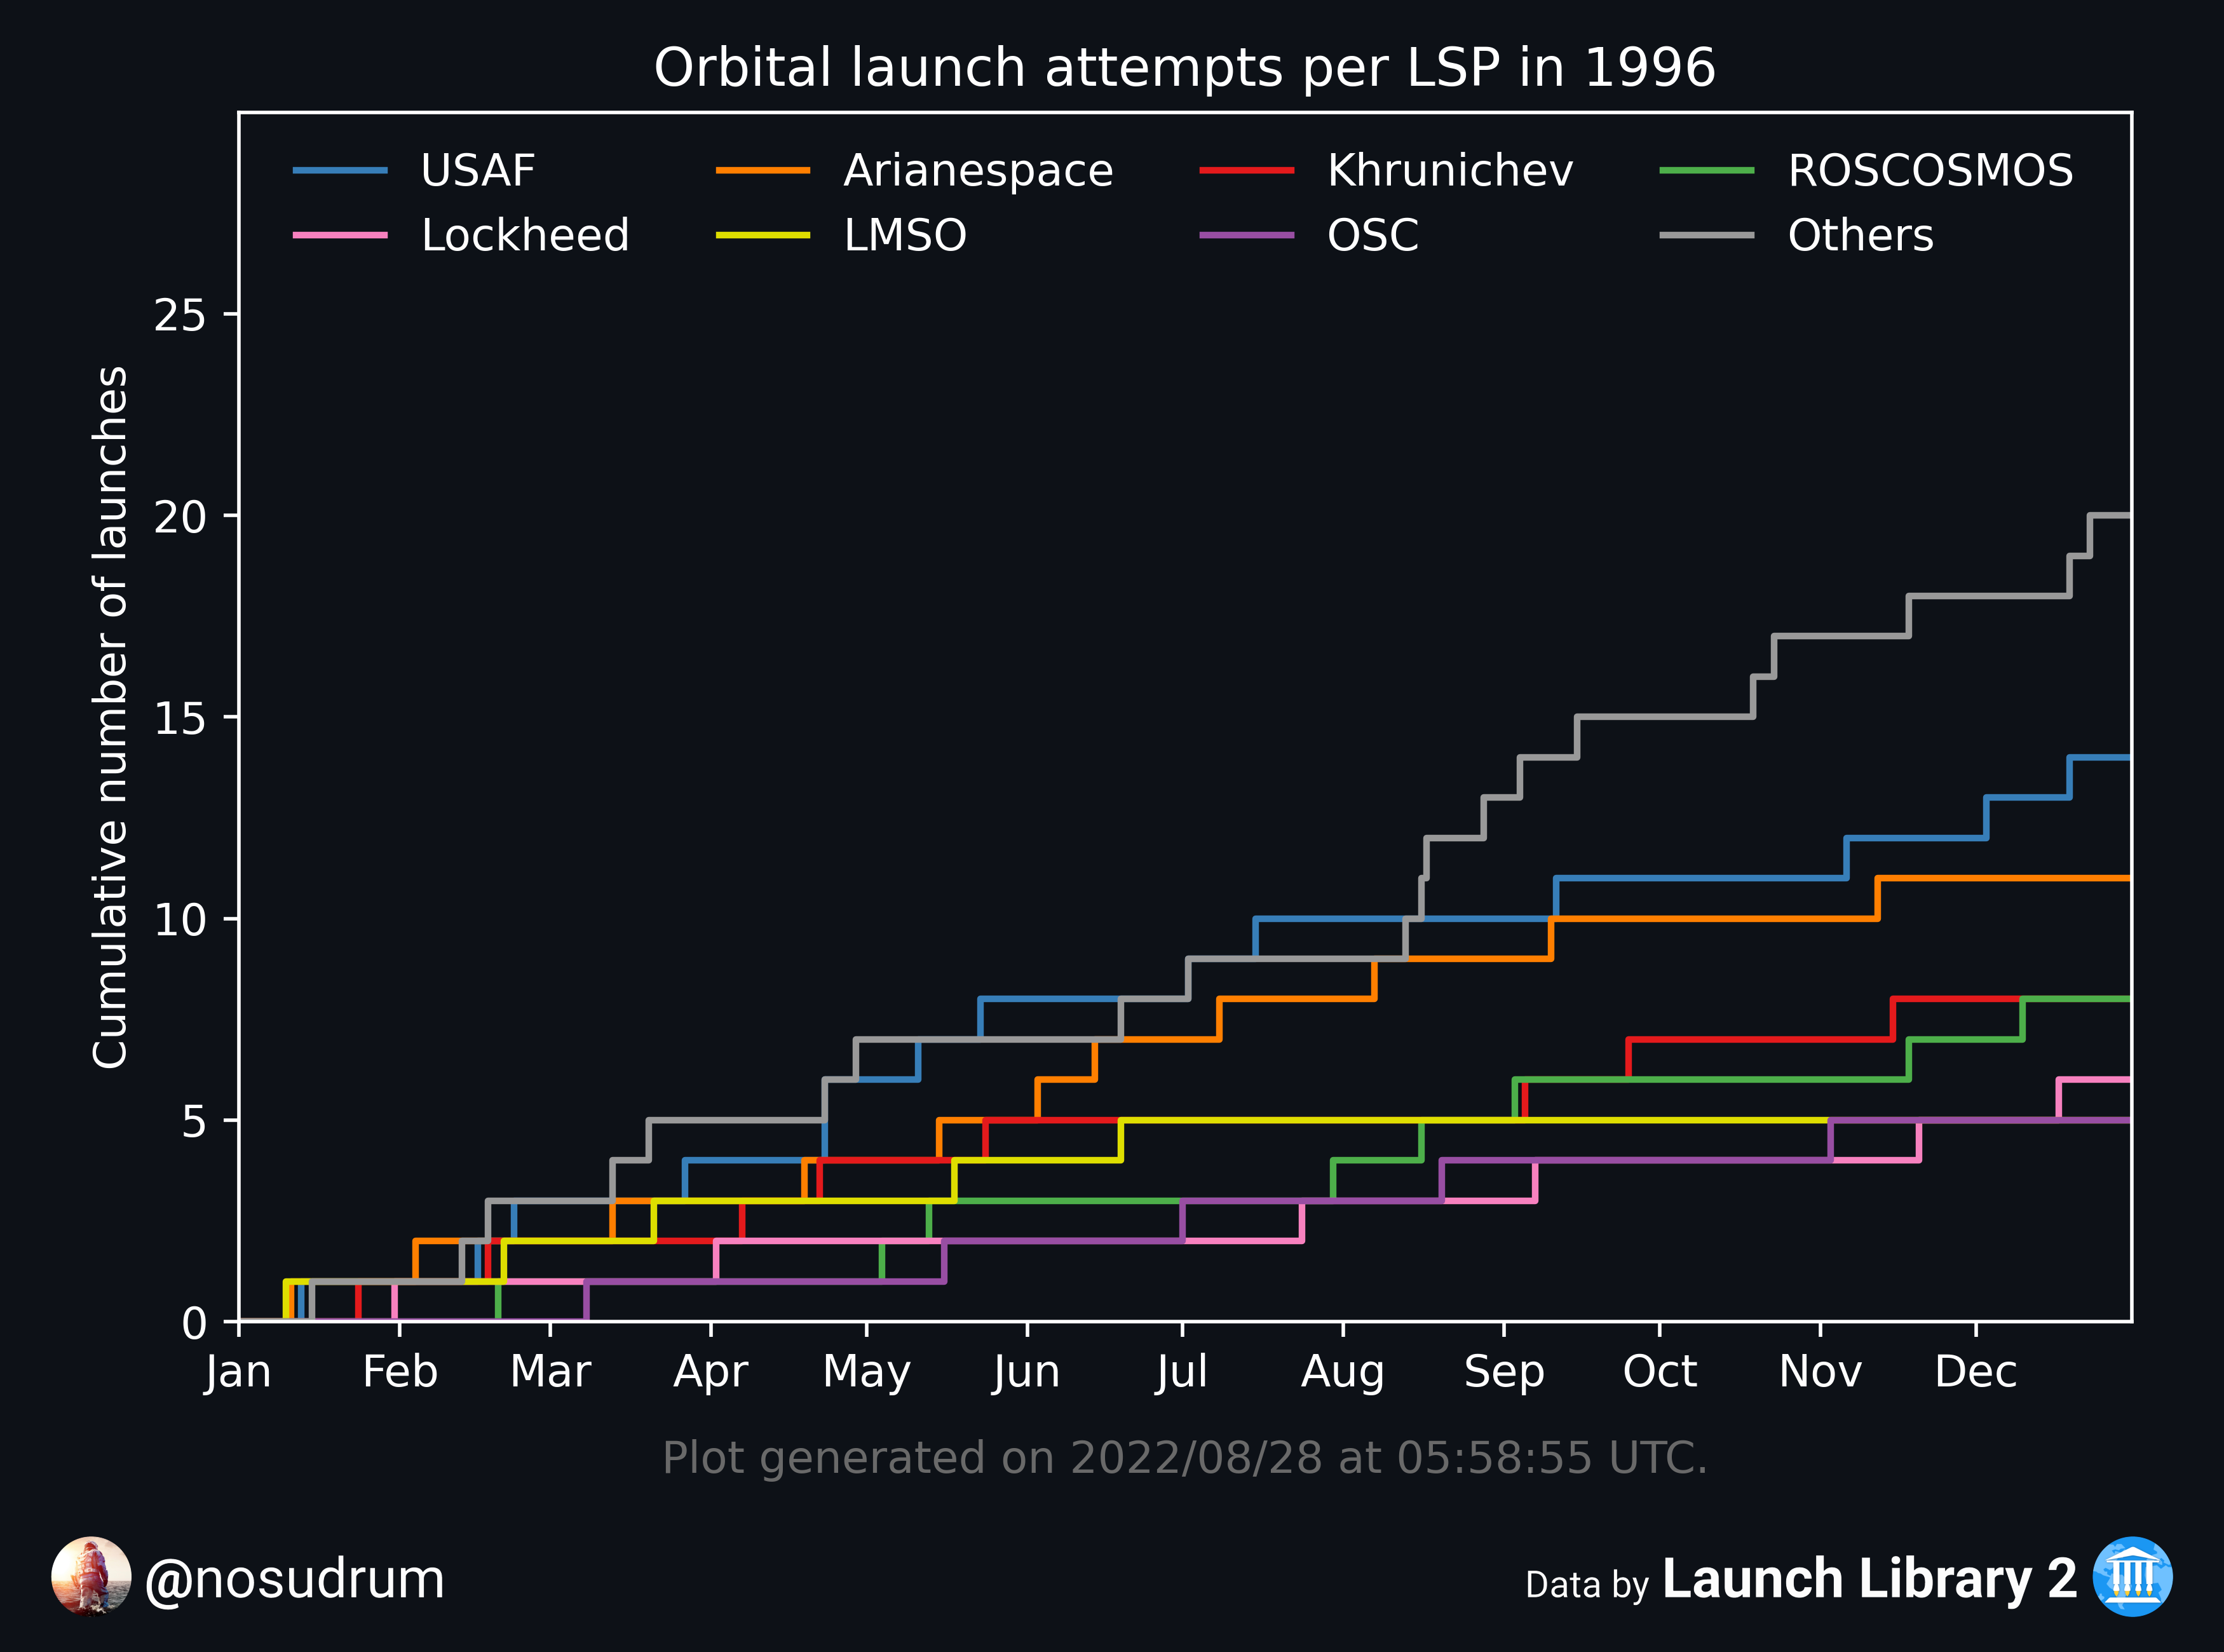 Orbital launch attempts per LSP in 1996
USAF Arianespace Khrunichev ROSCOSMOS
Lockheed LMSO OSC Others
Cumulative number of launches
25
20
15
10
5
0
Jan Feb Mar Apr May Jun Jul Aug Sep Oct Nov Dec
Plot generated on 2022/08/28 at 05:58:55 UTC.
@nosudrum
Data by Launch Library 2